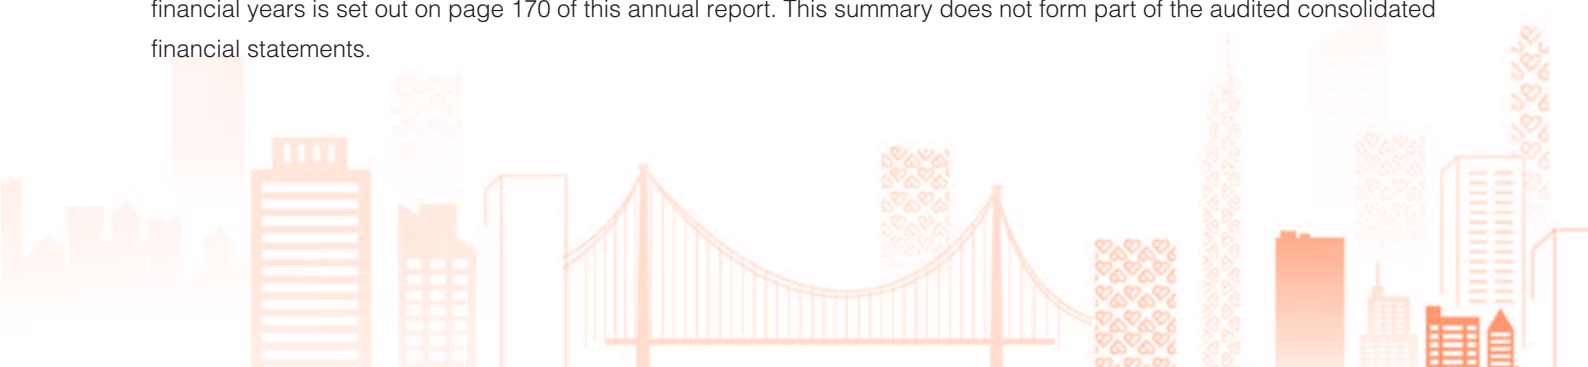 financial years is set out on page 170 of this annual report. This summary does not form part of the audited consolidated
financial statements.